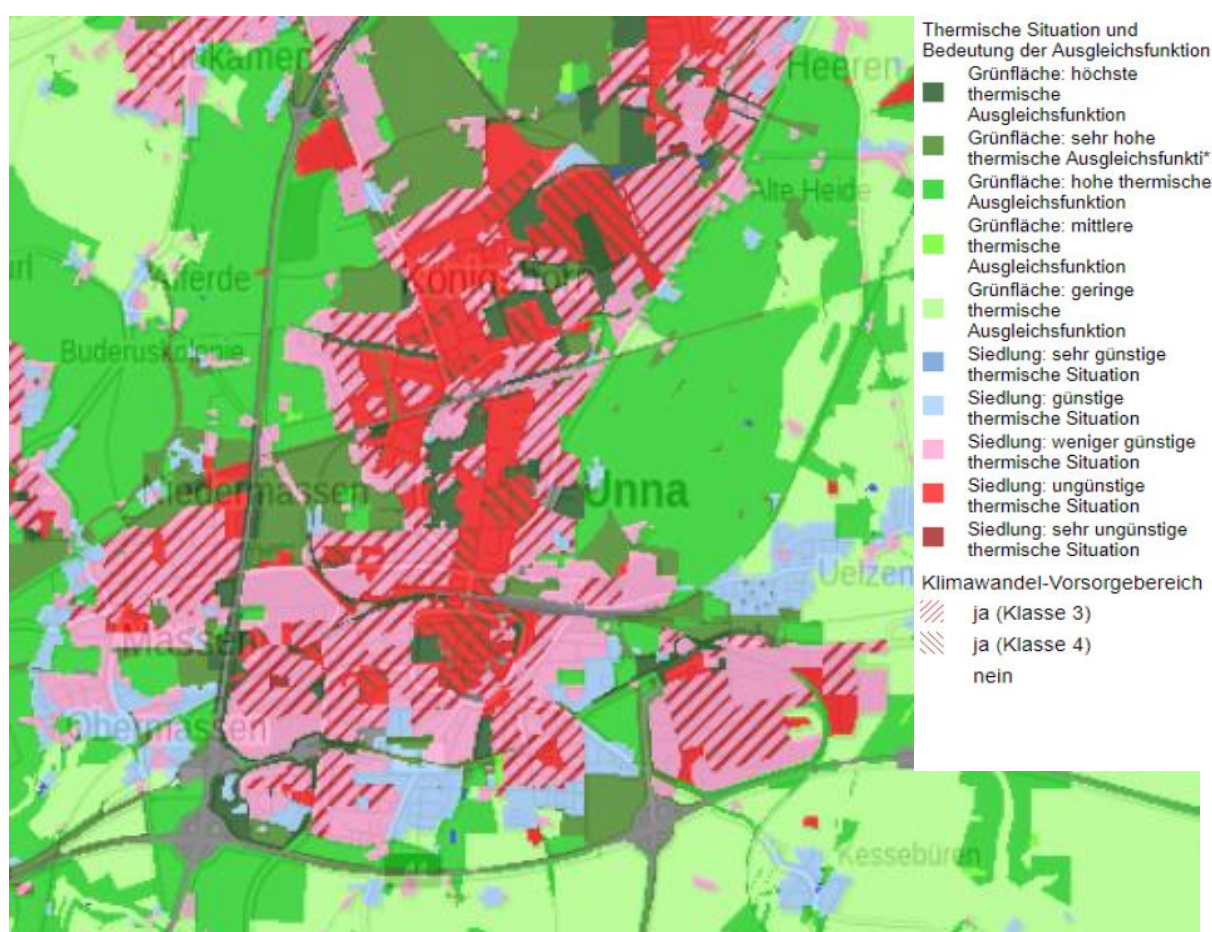 Thermische Situation und
Bedeutung der Ausgleichsfunktion
Grünfläche: höchste
thermische
Ausgleichsfunktion
Grünfläche: sehr hohe
thermische Ausgleichsfunkti*
Grünfläche: hohe thermische
Ausgleichsfunktion
Grünfläche: mittlere
thermische
Ausgleichsfunktion
Grünfläche: geringe
thermische
Ausgleichsfunktion
Siedlung: sehr günstige
thermische Situation
Siedlung: günstige
thermische Situation
Siedlung: weniger günstige
thermische Situation
Siedlung: ungünstige
thermische Situation
Siedlung: sehr ungünstige
thermische Situation
Klimawandel-Vorsorgebereich
ja (Klasse 3)
ja (Klasse 4)
nein
Südkamen
Heeren
Alte Heide
Afferde
Königsborn
Buderuskolonie
Niedermassen
Unna
Uelzen
Massen
Obermassen
Kessebüren